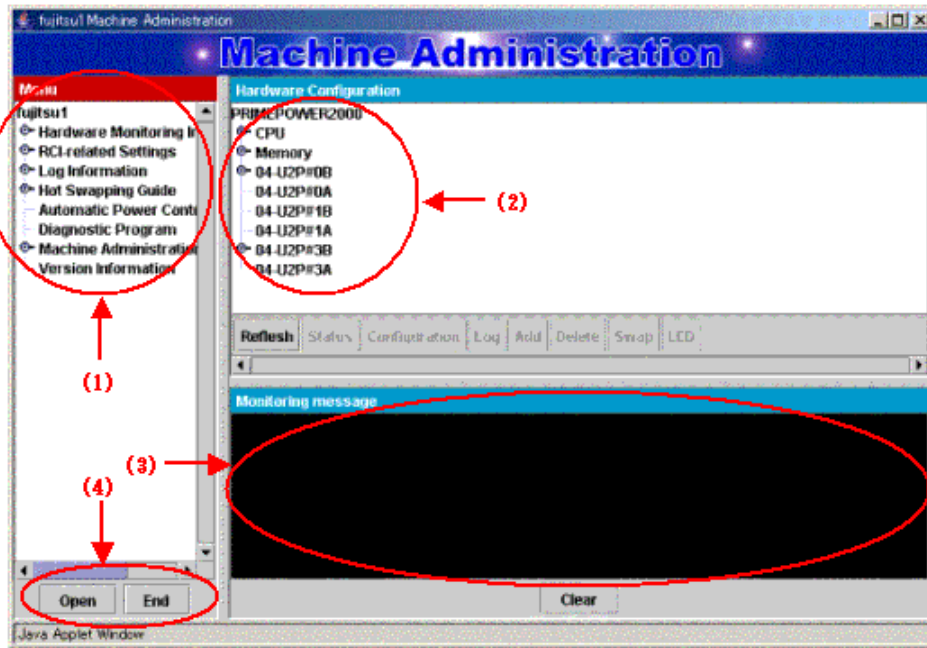 fujitsu1 Machine Administration
Machine Administration
Menu
fujitsu1
Hardware Monitoring I
RCI-related Settings
Log Information
Hot Swapping Guide
Automatic Power Cont
Diagnostic Program
Machine Administration
Version Information
(1)
(4)
Open End
Hardware Configuration
PRIMEPOWER2000
CPU
Memory
04-U2P#0B
04-U2P#0A
04-U2P#1B
04-U2P#1A
04-U2P#3B
04-U2P#3A
(2)
Reflesh Status Configuration Log Add Delete Swap LED
Monitoring message
(3)
Clear
Java Applet Window